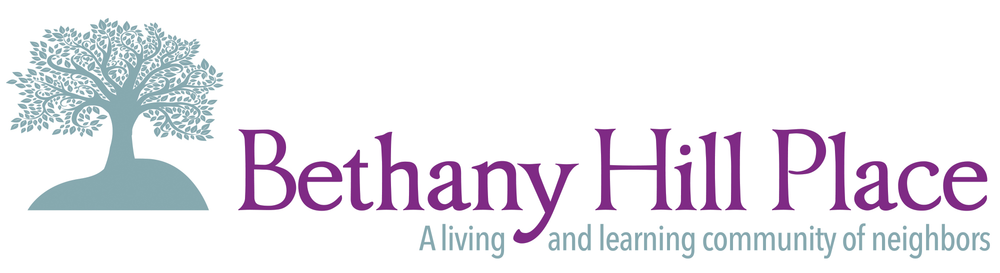 Bethany Hill Place
A living and learning community of neighbors